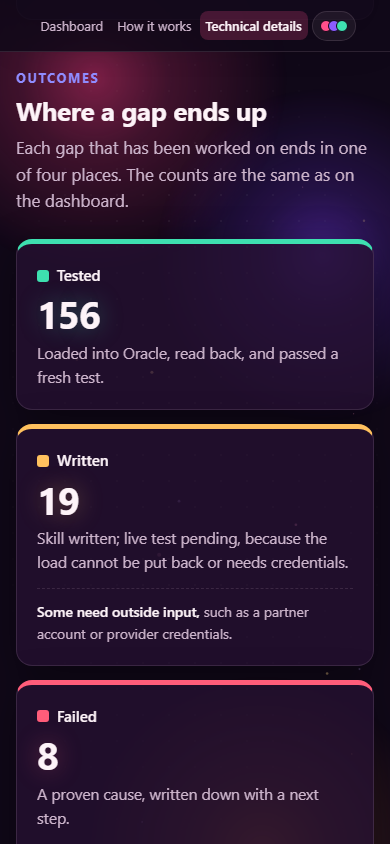 Dashboard How it works Technical details
OUTCOMES
Where a gap ends up
Each gap that has been worked on ends in one
of four places. The counts are the same as on
the dashboard.
Tested
156
Loaded into Oracle, read back, and passed a
fresh test.
Written
19
Skill written; live test pending, because the
load cannot be put back or needs credentials.
Some need outside input, such as a partner
account or provider credentials.
Failed
8
A proven cause, written down with a next
step.